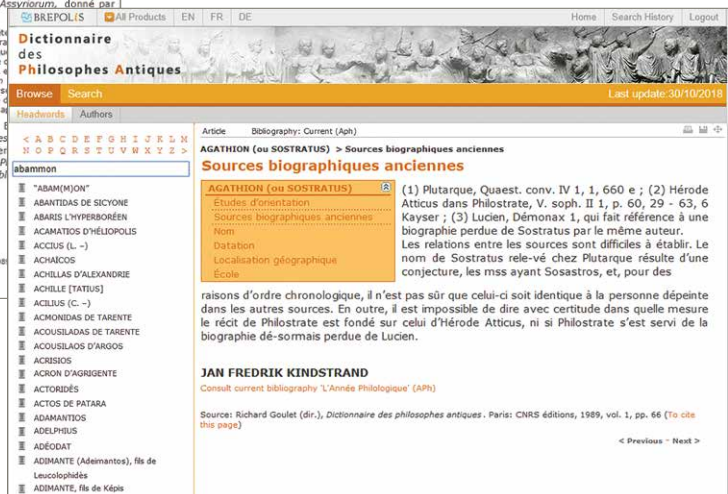 Assyriorum, donné par
BREPOLiS All Products EN FR DE Home Search History Logout
Dictionnaire
des
Philosophes Antiques
Browse Search Last update:30/10/2018
Headwords Authors
< A B C D E F G H I J K L M
N O P Q R S T U V W X Y Z >
abammon
"ABAM(M)ON"
ABANTIDAS DE SICYONE
ABARIS L'HYPERBORÉEN
ACAMATIOS D'HÉLIOPOLIS
ACCIUS (L. –)
ACHAÏCOS
ACHILLAS D'ALEXANDRIE
ACHILLE [TATIUS]
ACILIUS (C. –)
ACMONIDAS DE TARENTE
ACOUSILADAS DE TARENTE
ACOUSILAOS D'ARGOS
ACRISIOS
ACRON D'AGRIGENTE
ACTORIDÈS
ACTOS DE PATARA
ADAMANTIOS
ADELPHIUS
ADÉODAT
ADIMANTE (Adeimantos), fils de
Leucolophidès
ADIMANTE, fils de Képis
Article Bibliography: Current (Aph)
AGATHION (ou SOSTRATUS) > Sources biographiques anciennes
Sources biographiques anciennes
AGATHION (ou SOSTRATUS)
Études d'orientation
Sources biographiques anciennes
Nom
Datation
Localisation géographique
École
(1) Plutarque, Quaest. conv. IV 1, 1, 660 e ; (2) Hérode
Atticus dans Philostrate, V. soph. II 1, p. 60, 29 - 63, 6
Kayser ; (3) Lucien, Démonax 1, qui fait référence à une
biographie perdue de Sostratus par le même auteur.
Les relations entre les sources sont difficiles à établir. Le
nom de Sostratus rele-vé chez Plutarque résulte d'une
conjecture, les mss ayant Sosastros, et, pour des
raisons d'ordre chronologique, il n'est pas sûr que celui-ci soit identique à la personne dépeinte
dans les autres sources. En outre, il est impossible de dire avec certitude dans quelle mesure
le récit de Philostrate est fondé sur celui d'Hérode Atticus, ni si Philostrate s'est servi de la
biographie dé-sormais perdue de Lucien.
JAN FREDRIK KINDSTRAND
Consult current bibliography 'L'Année Philologique' (APh)
Source: Richard Goulet (dir.), Dictionnaire des philosophes antiques. Paris: CNRS éditions, 1989, vol. 1, pp. 66 (To cite
this page)
< Previous - Next >